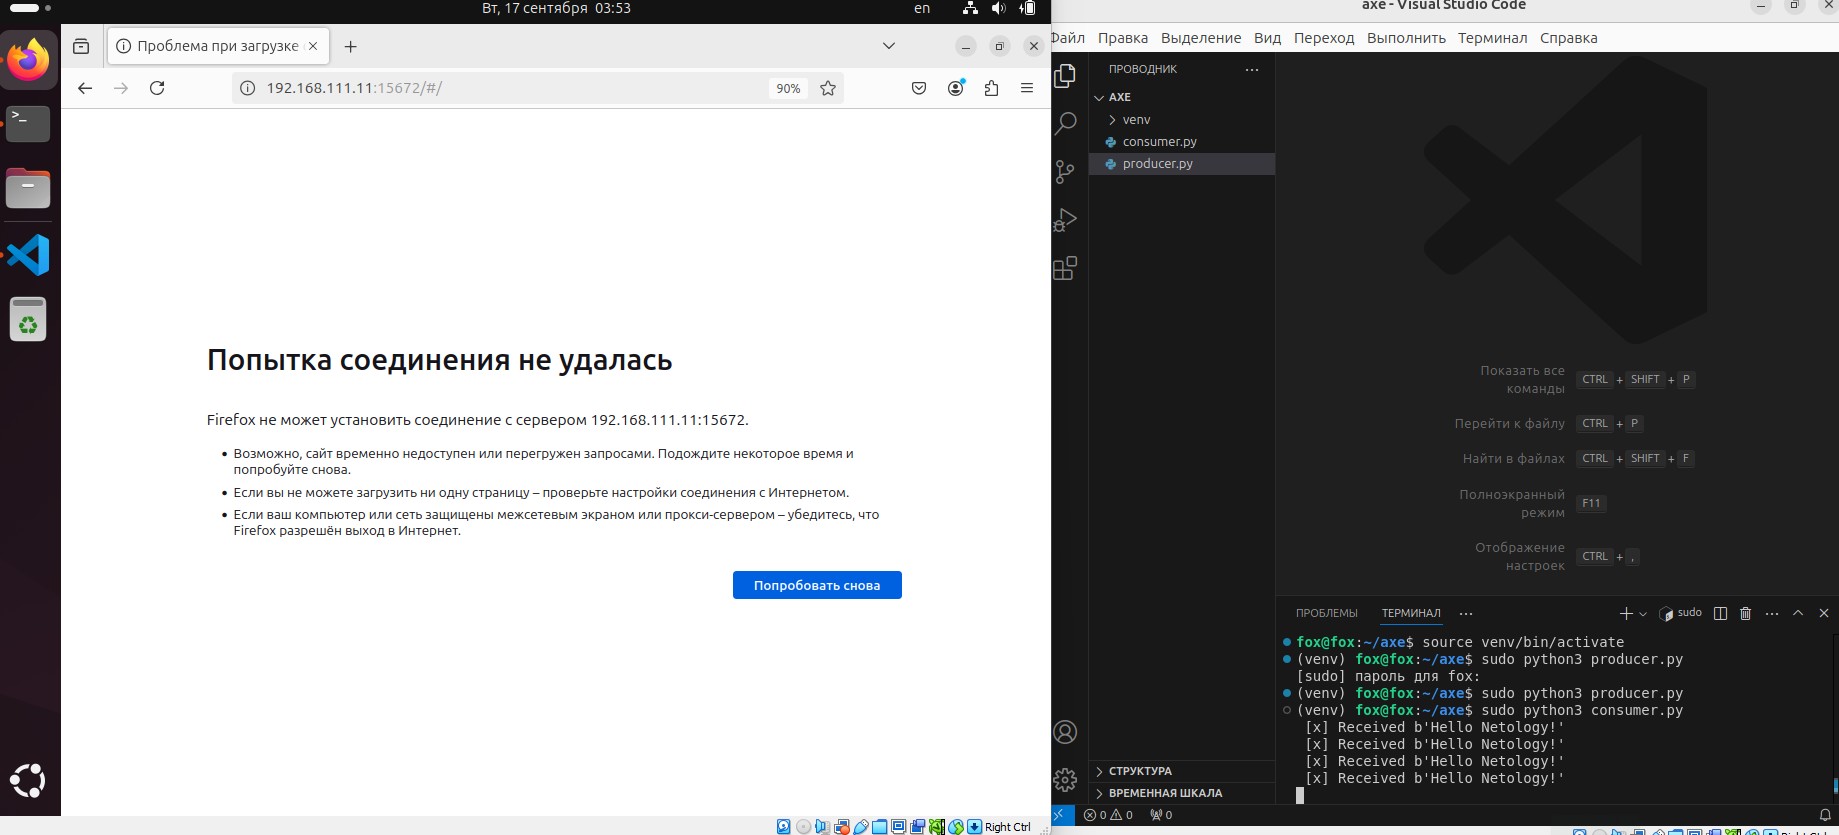 Вт, 17 сентября 03:53
en
Проблема при загрузке
192.168.111.11:15672/#/
90%
Попытка соединения не удалась
Firefox не может установить соединение с сервером 192.168.111.11:15672.
Возможно, сайт временно недоступен или перегружен запросами. Подождите некоторое время и
попробуйте снова.
Если вы не можете загрузить ни одну страницу – проверьте настройки соединения с Интернетом.
Если ваш компьютер или сеть защищены межсетевым экраном или прокси-сервером – убедитесь, что
Firefox разрешён выход в Интернет.
Попробовать снова
Right Ctrl
axe - Visual Studio Code
Файл Правка Выделение Вид Переход Выполнить Терминал Справка
ПРОВОДНИК
AXE
venv
consumer.py
producer.py
СТРУКТУРА
ВРЕМЕННАЯ ШКАЛА
Показать все
команды CTRL + SHIFT + P
Перейти к файлу CTRL + P
Найти в файлах CTRL + SHIFT + F
Полноэкранный
режим F11
Отображение
настроек CTRL + ,
ПРОБЛЕМЫ ТЕРМИНАЛ
sudo
fox@fox:~/axe$ source venv/bin/activate
(venv) fox@fox:~/axe$ sudo python3 producer.py
[sudo] пароль для fox:
(venv) fox@fox:~/axe$ sudo python3 producer.py
(venv) fox@fox:~/axe$ sudo python3 consumer.py
[x] Received b'Hello Netology!'
[x] Received b'Hello Netology!'
[x] Received b'Hello Netology!'
[x] Received b'Hello Netology!'
0 0 0
Right Ctrl